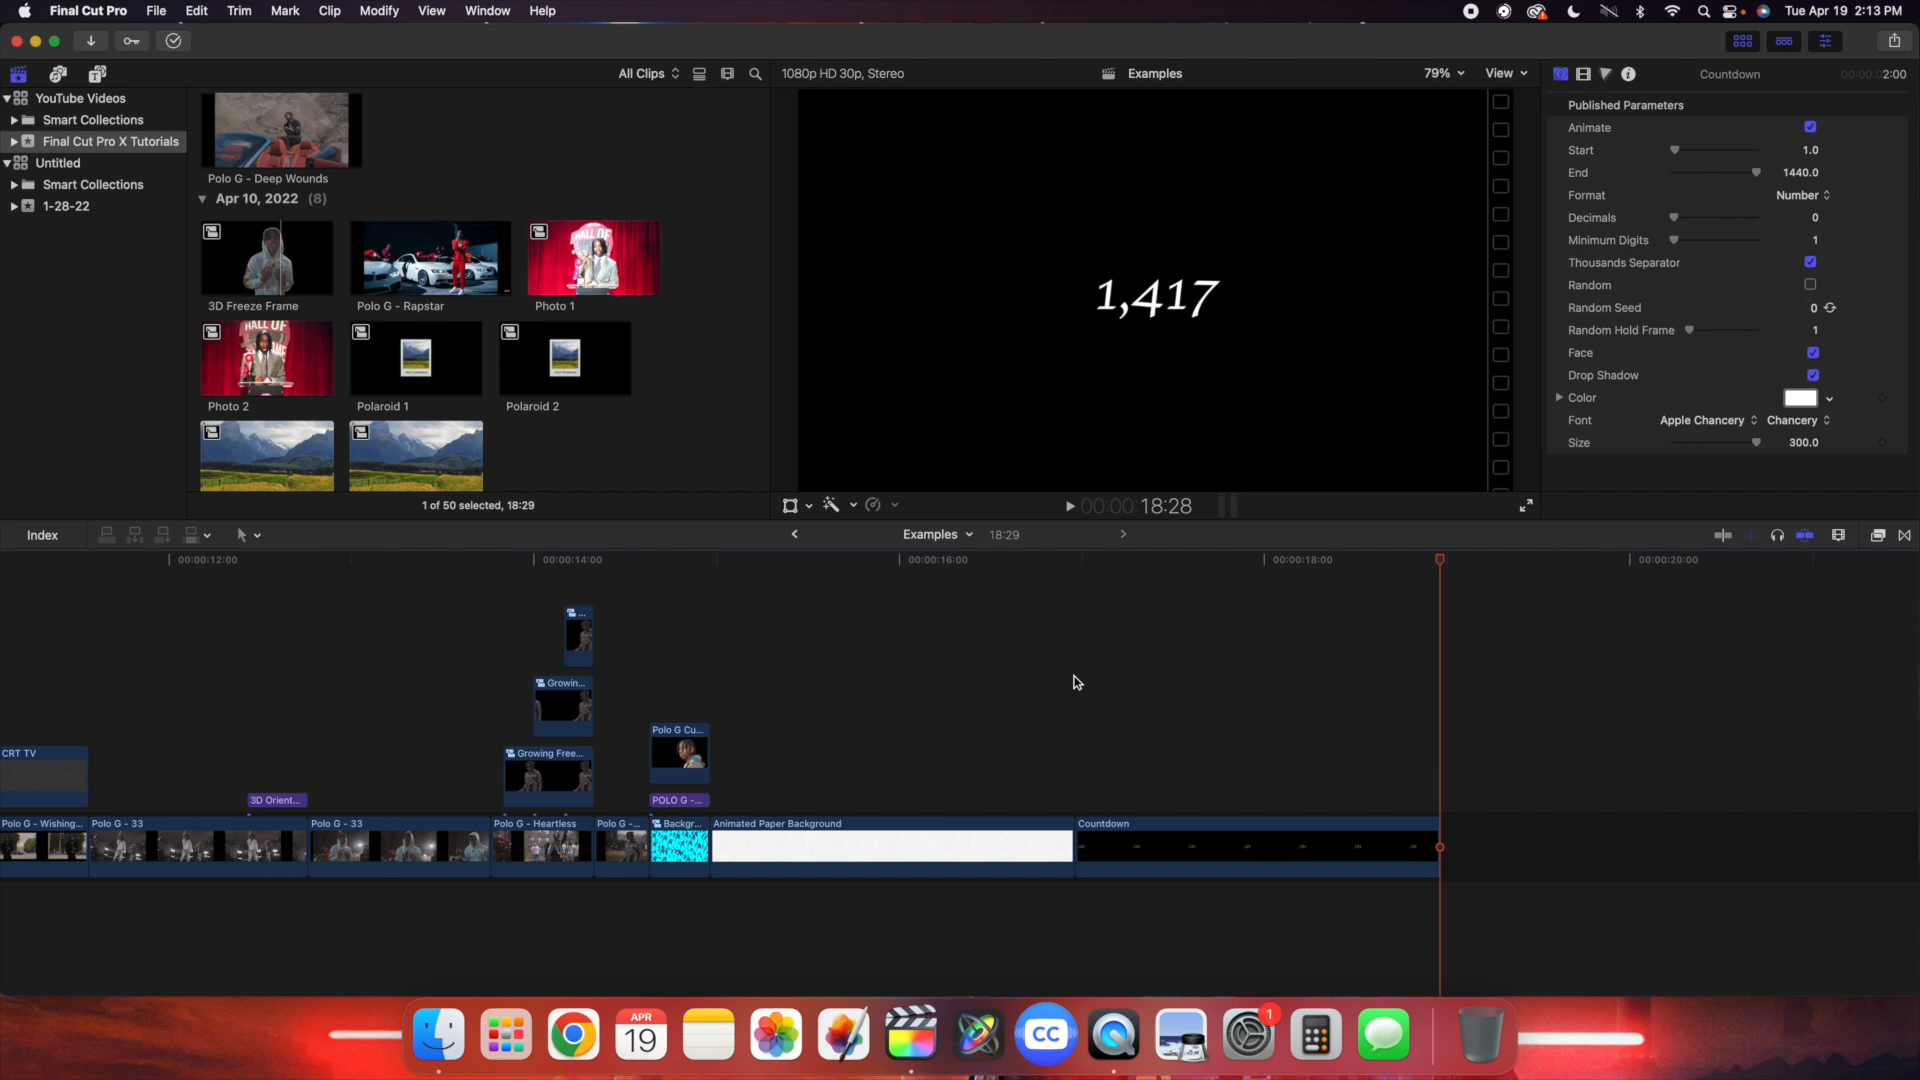 Final Cut Pro File Edit Trim Mark Clip Modify View Window Help Tue Apr 19 2:13 PM
All Clips 1080p HD 30p, Stereo Examples 79% View Countdown 00:00:02:00
YouTube Videos
Smart Collections
Final Cut Pro X Tutorials
Untitled
Smart Collections
1-28-22
Polo G - Deep Wounds
Apr 10, 2022 (8)
3D Freeze Frame Polo G - Rapstar Photo 1
HALL OF
Photo 2 Polaroid 1 Polaroid 2
1 of 50 selected, 18:29
1,417
00:00:18:28
Published Parameters
Animate
Start 1.0
End 1440.0
Format Number
Decimals 0
Minimum Digits 1
Thousands Separator
Random
Random Seed 0
Random Hold Frame 1
Face
Drop Shadow
Color
Font Apple Chancery Chancery
Size 300.0
Index Examples 18:29
00:00:12:00 00:00:14:00 00:00:16:00 00:00:18:00 00:00:20:00
...
Growin...
Polo G Cu...
CRT TV Growing Free...
3D Orient... POLO G -...
Polo G - Wishing... Polo G - 33 Polo G - 33 Polo G - Heartless Polo G -... Backgr... Animated Paper Background Countdown
APR
19
CC
1